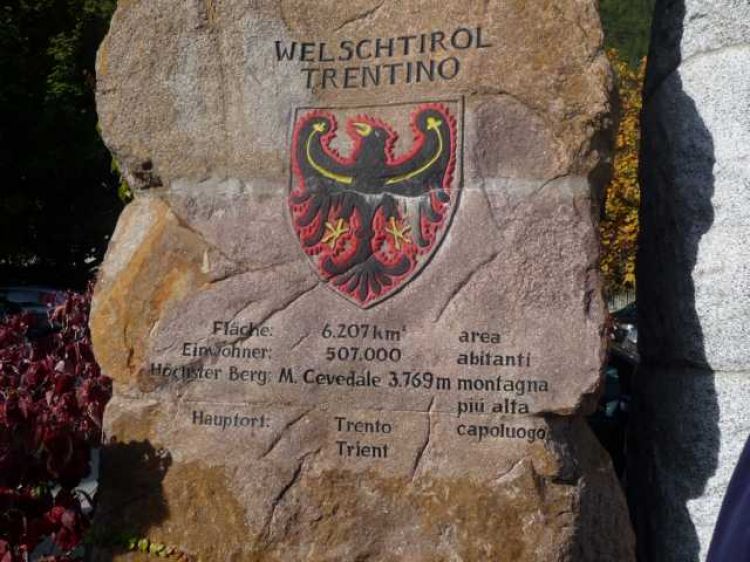 WELSCHTIROL
TRENTINO
Fläche: 6.207 km² area
Einwohner: 507.000 abitanti
Höchster Berg: M. Cevedale 3.769 m montagna
più alta
Hauptort: Trento capoluogo
Trient